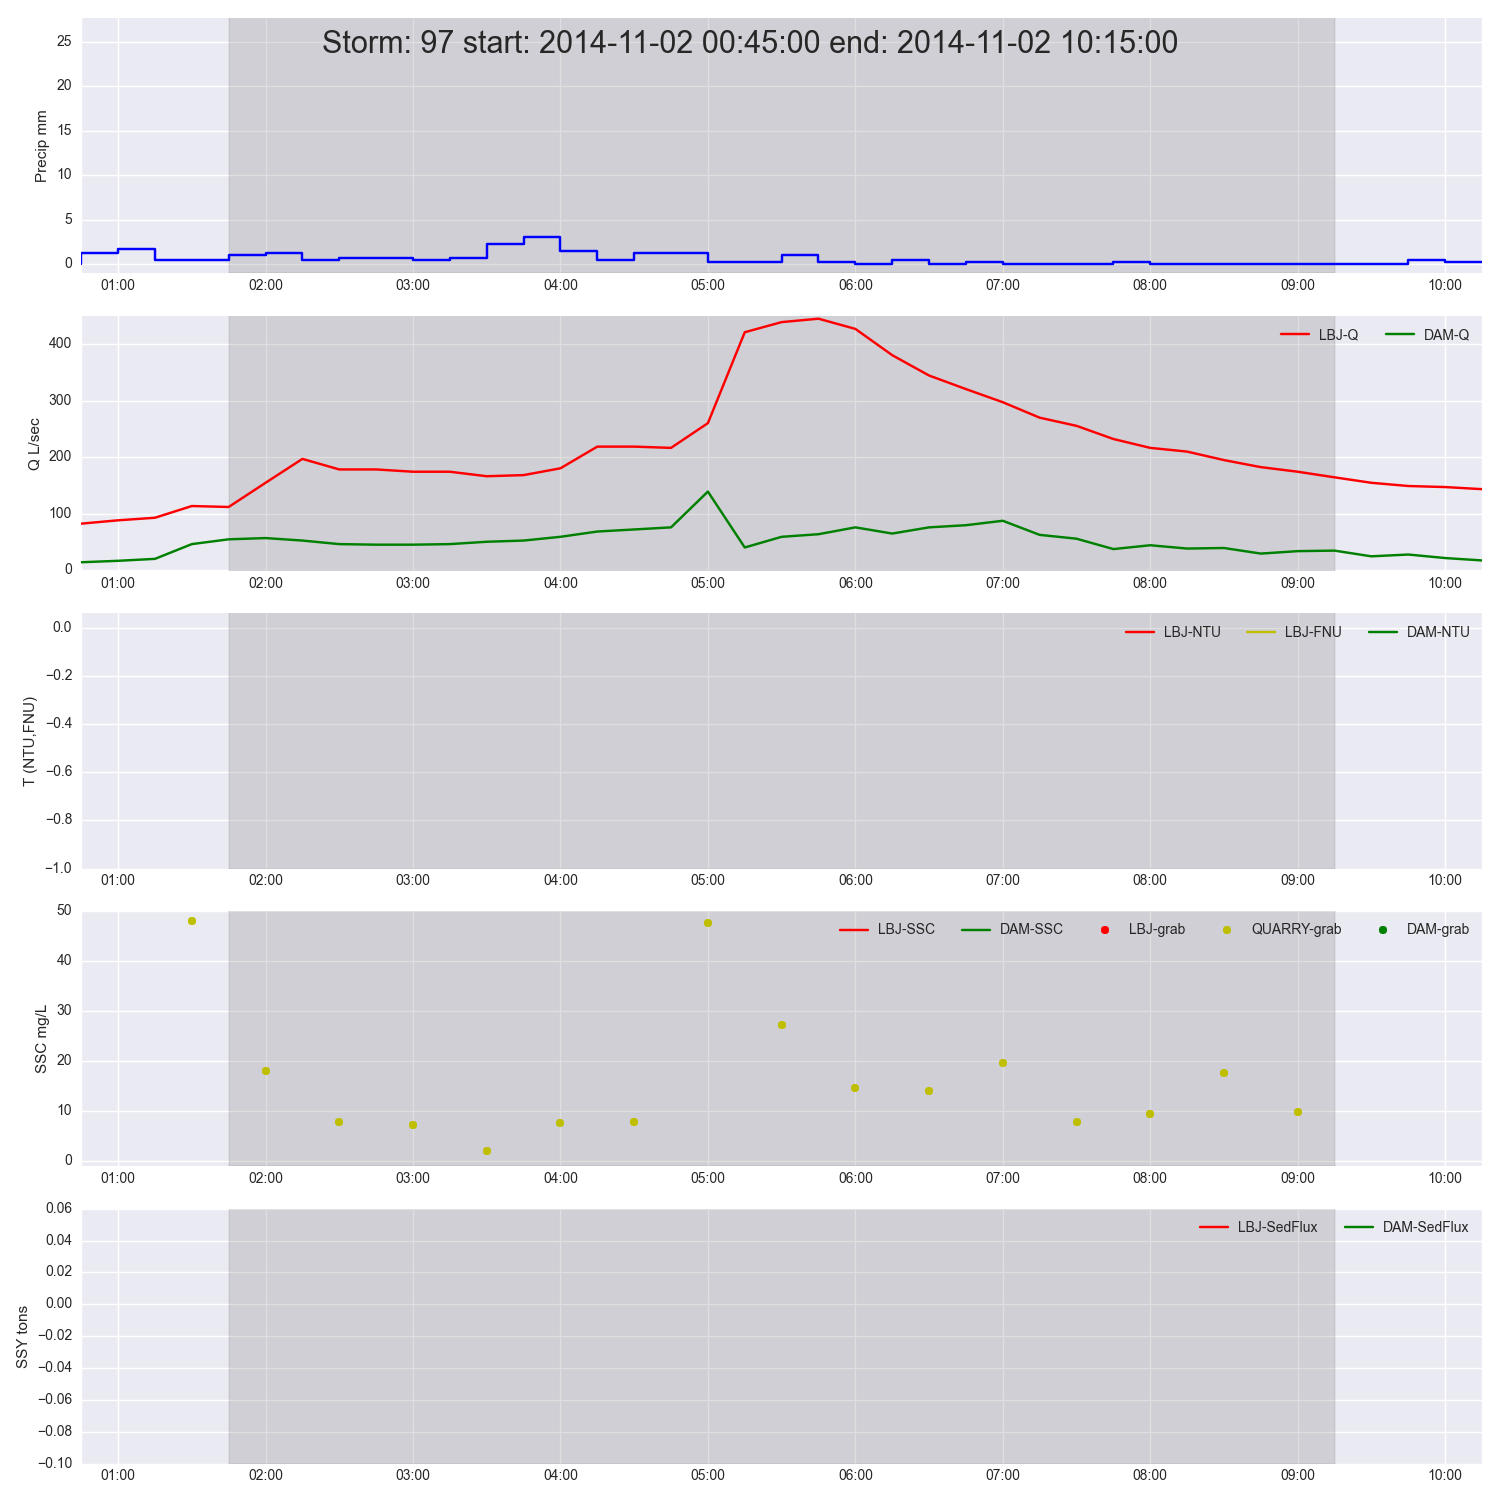 Storm: 97 start: 2014-11-02 00:45:00 end: 2014-11-02 10:15:00
Precip mm
25
20
15
10
5
0
01:00 02:00 03:00 04:00 05:00 06:00 07:00 08:00 09:00 10:00
LBJ-Q DAM-Q
Q L/sec
400
300
200
100
0
01:00 02:00 03:00 04:00 05:00 06:00 07:00 08:00 09:00 10:00
LBJ-NTU LBJ-FNU DAM-NTU
T (NTU,FNU)
0.0
−0.2
−0.4
−0.6
−0.8
−1.0
01:00 02:00 03:00 04:00 05:00 06:00 07:00 08:00 09:00 10:00
LBJ-SSC DAM-SSC LBJ-grab QUARRY-grab DAM-grab
SSC mg/L
50
40
30
20
10
0
01:00 02:00 03:00 04:00 05:00 06:00 07:00 08:00 09:00 10:00
LBJ-SedFlux DAM-SedFlux
SSY tons
0.06
0.04
0.02
0.00
−0.02
−0.04
−0.06
−0.08
−0.10
01:00 02:00 03:00 04:00 05:00 06:00 07:00 08:00 09:00 10:00